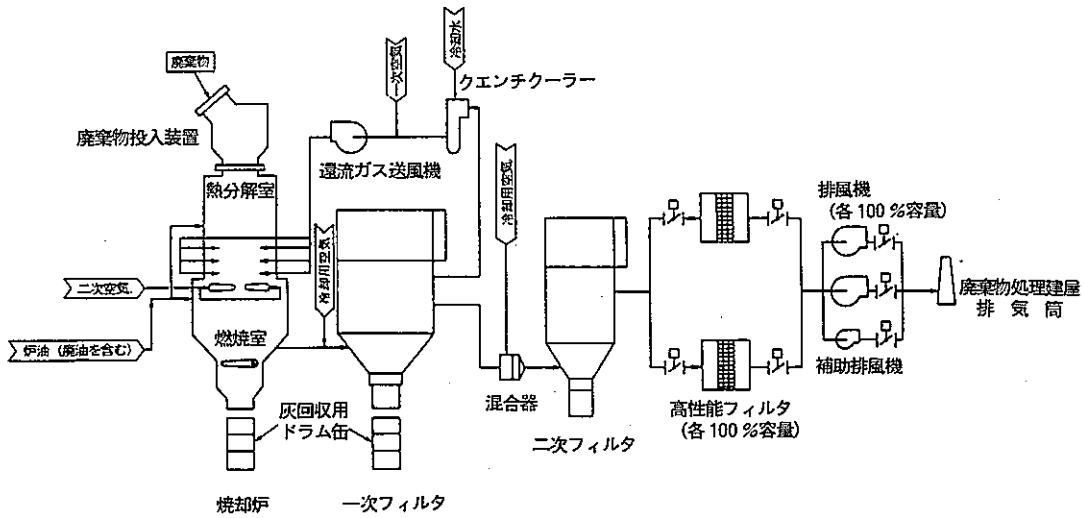 冷却水
廃棄物
一次空気
クエンチクーラー
廃棄物投入装置
還流ガス送風機
冷却用空気
熱分解室
排風機
(各100%容量)
冷却用空気
二次空気
廃棄物処理建屋
排気筒
炉油(廃油を含む)
燃焼室
補助排風機
混合器
高性能フィルタ
(各100%容量)
灰回収用
ドラム缶
二次フィルタ
焼却炉
一次フィルタ